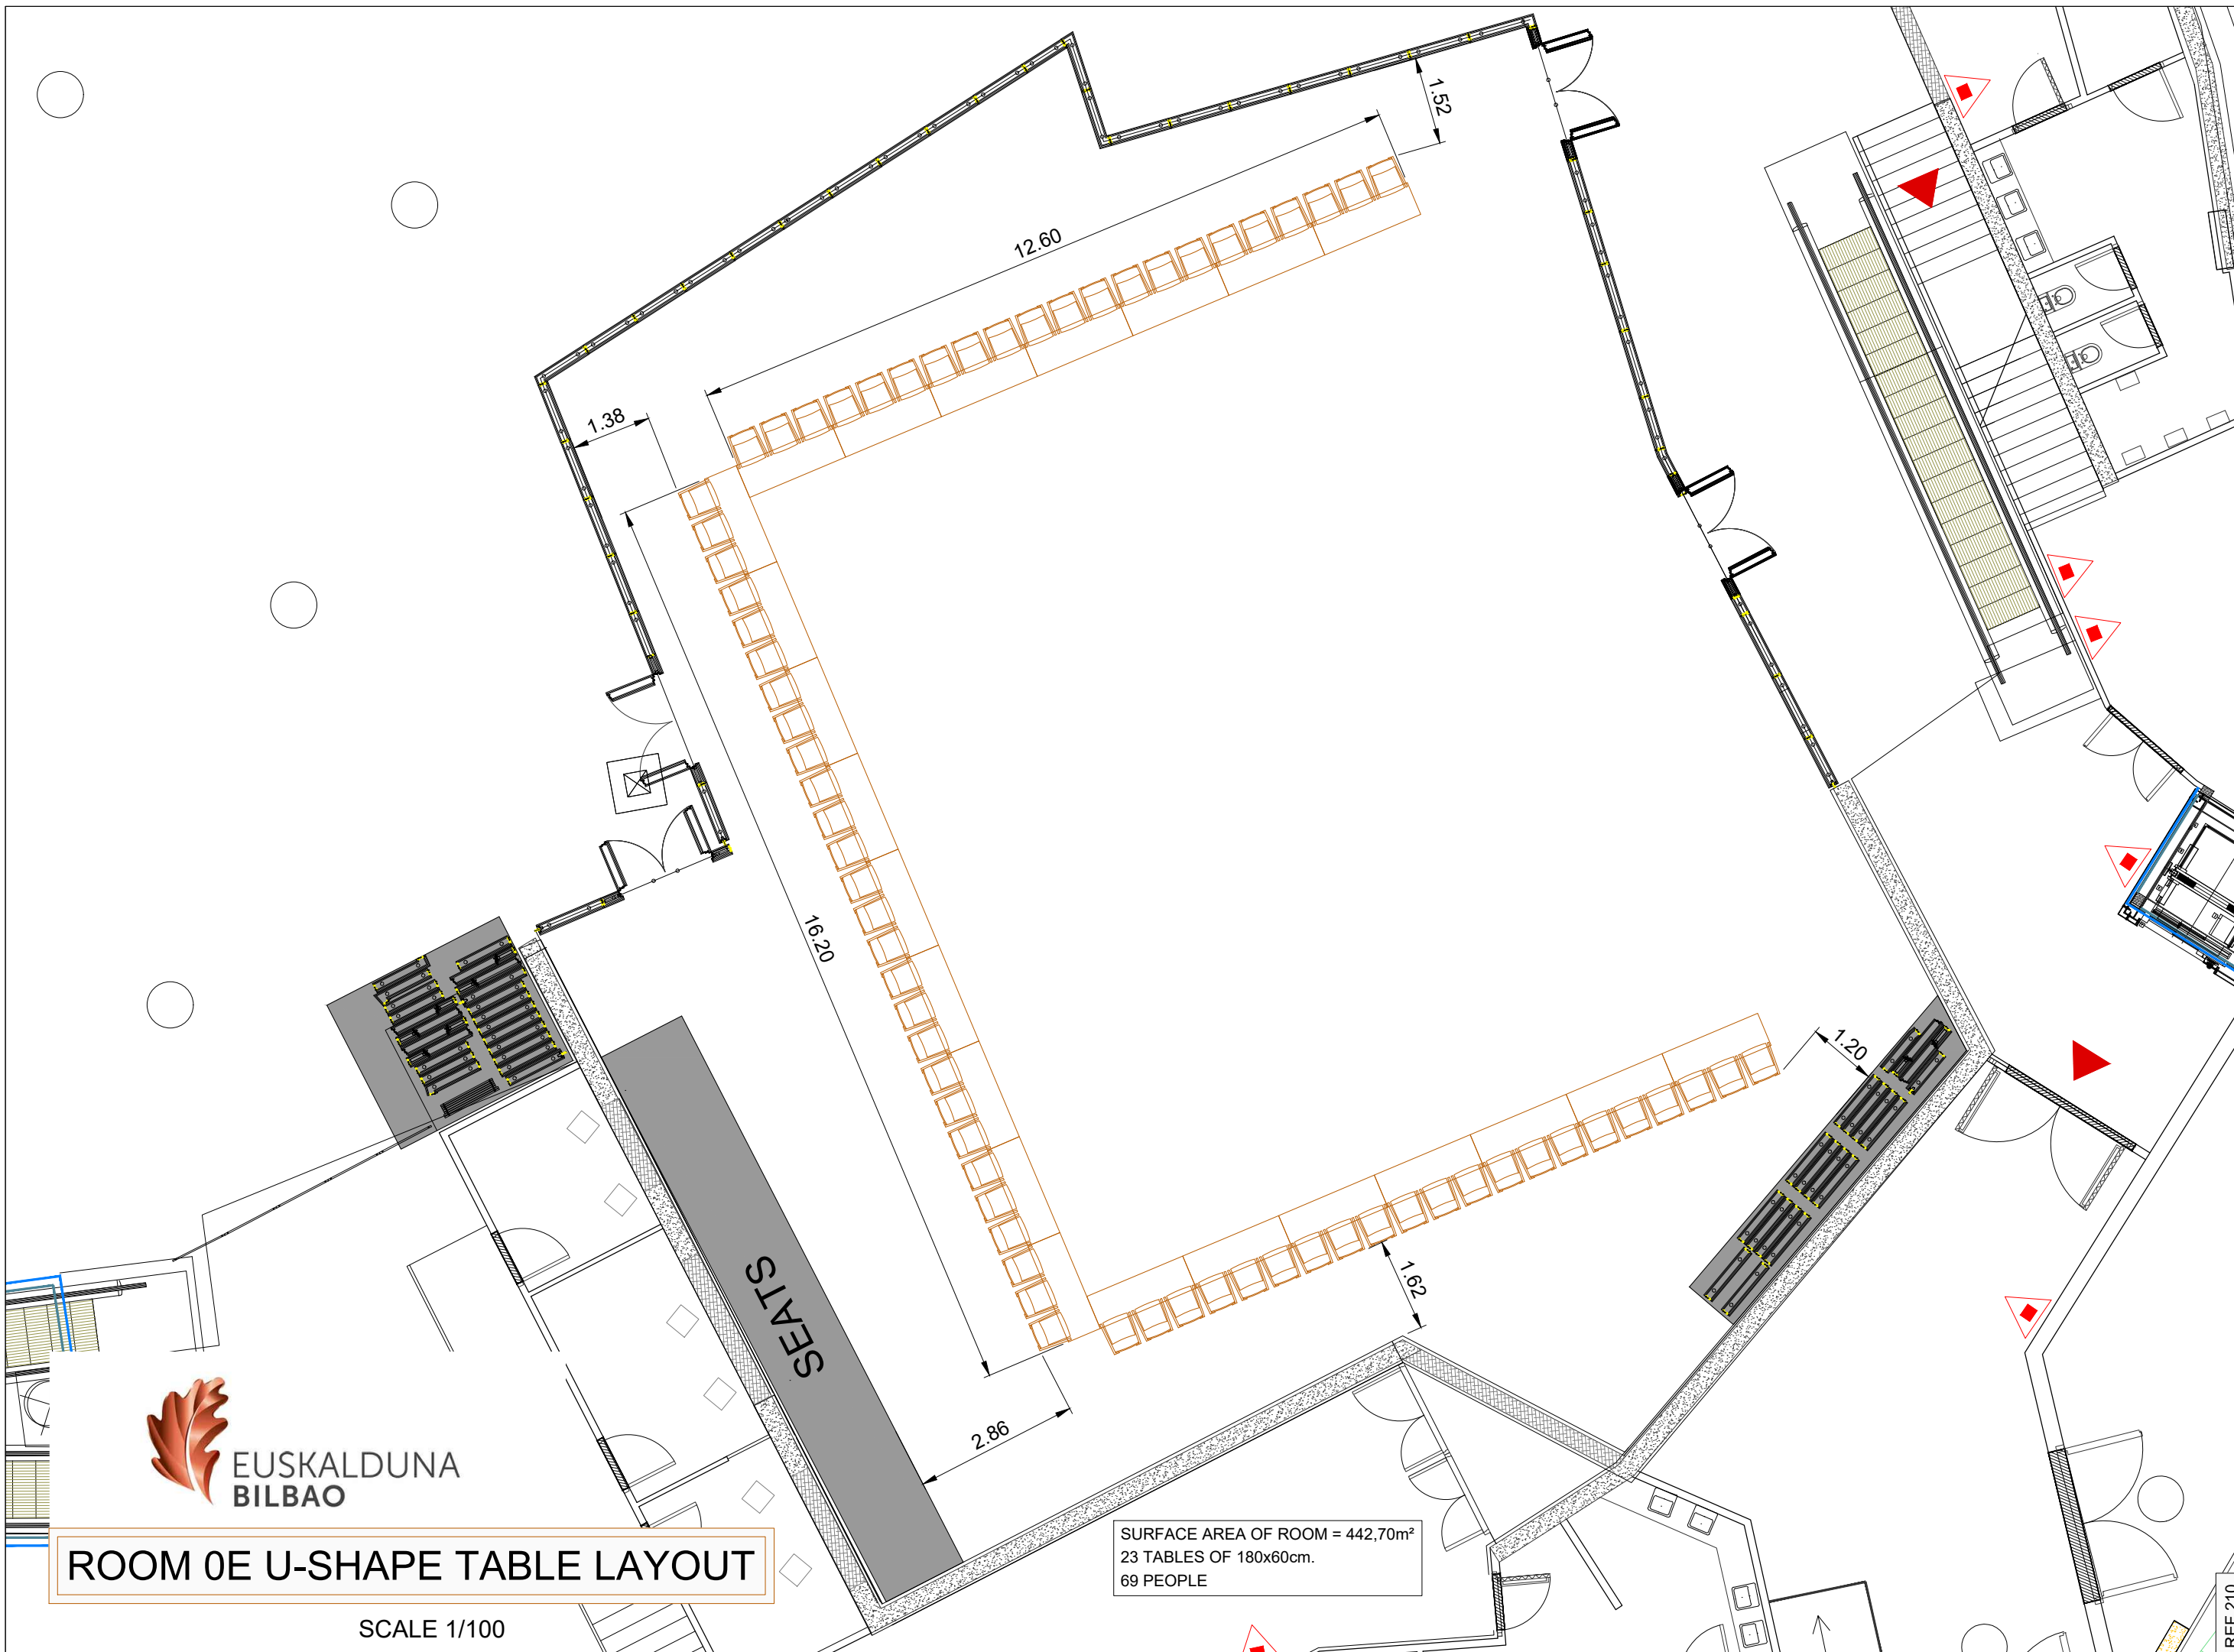 1.52
12.60
1.38
16.20
1.20
1.62
2.86
SEATS
EUSKALDUNA
BILBAO
ROOM 0E U-SHAPE TABLE LAYOUT
SCALE 1/100
SURFACE AREA OF ROOM = 442,70m²
23 TABLES OF 180x60cm.
69 PEOPLE